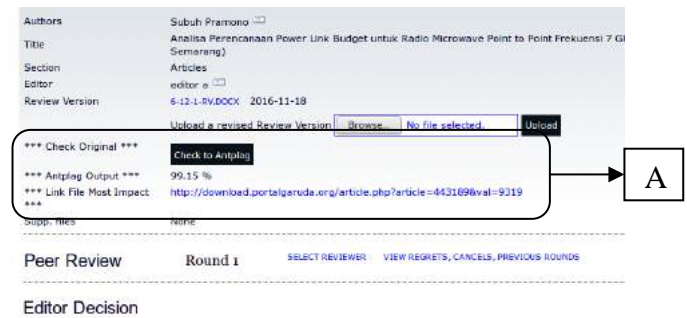 Authors Subuh Pramono
Title Analisa Perencanaan Power Link Budget untuk Radio Microwave Point to Point Frekuensi 7 G
Semarang)
Section Articles
Editor editor e
Review Version 6-12-1-RV.DOCX 2016-11-18
Upload a revised Review Version Browse... No file selected. Upload
*** Check Original *** Check to Antplag
*** Antplag Output *** 99.15 %
*** Link File Most Impact http://download.portalgaruda.org/article.php?article=443189&val=9319
***
A
Supp. files None
Peer Review Round 1 SELECT REVIEWER VIEW REGRETS, CANCELS, PREVIOUS ROUNDS
Editor Decision